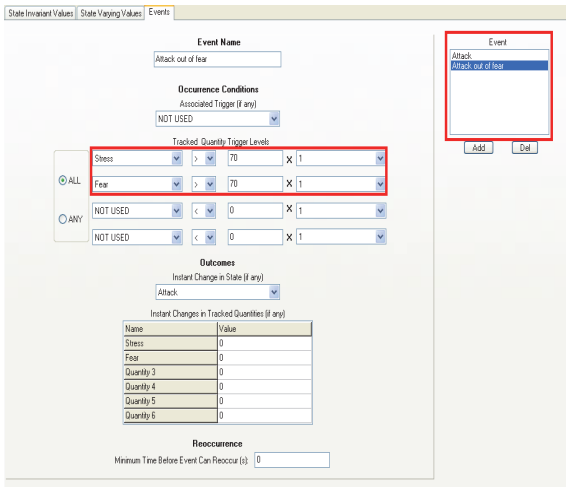 State Invariant Values State Varying Values Events
Event Name
Attack out of fear
Occurrence Conditions
Associated Trigger (if any)
NOT USED
Tracked Quantity Trigger Levels
ALL
ANY
Stress > 70 X 1
Fear > 70 X 1
NOT USED < 0 X 1
NOT USED < 0 X 1
Outcomes
Instant Change in State (if any)
Attack
Instant Changes in Tracked Quantities (if any)
Name Value
Stress 0
Fear 0
Quantity 3 0
Quantity 4 0
Quantity 5 0
Quantity 6 0
Reoccurrence
Minimum Time Before Event Can Reoccur (s): 0
Event
Attack
Attack out of fear
Add Del